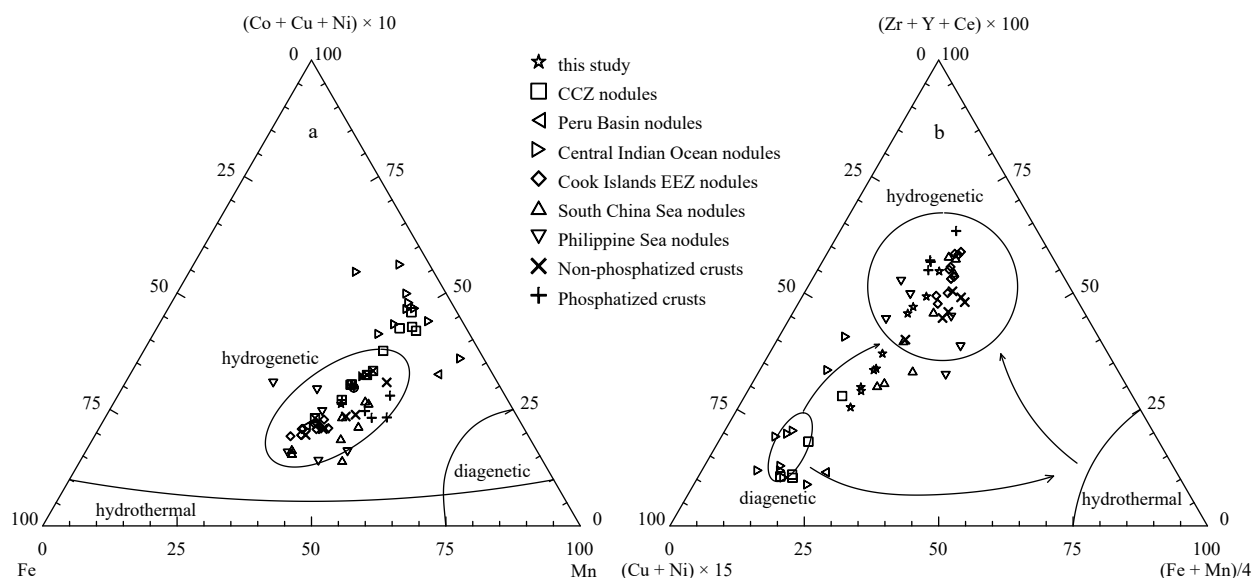 (Co + Cu + Ni) × 10
0 100
a
25
75
hydrogenetic
50
50
75
25
diagenetic
hydrothermal
100
0
0
25
50
75
100
Fe
Mn
this study
CCZ nodules
Peru Basin nodules
Central Indian Ocean nodules
Cook Islands EEZ nodules
South China Sea nodules
Philippine Sea nodules
Non-phosphatized crusts
Phosphatized crusts
(Zr + Y + Ce) × 100
0 100
b
25
75
hydrogenetic
50
50
75
25
diagenetic
hydrothermal
100
0
0
25
50
75
100
(Cu + Ni) × 15
(Fe + Mn)/4